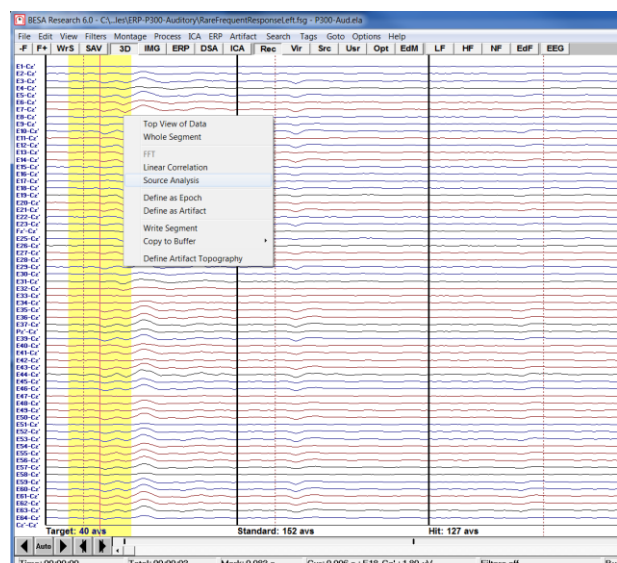 BESA Research 6.0 - C:\...les\ERP-P300-Auditory\RareFrequentResponseLeft.fsg - P300-Aud.ela
File Edit View Filters Montage Process ICA ERP Artifact Search Tags Goto Options Help
-F F+ WrS SAV 3D IMG ERP DSA ICA Rec Vir Src Usr Opt EdM LF HF NF EdF EEG
E1-Cz'
E2-Cz'
E3-Cz'
E4-Cz'
E5-Cz'
E6-Cz'
E7-Cz'
E8-Cz'
E9-Cz'
E10-Cz'
E11-Cz'
E12-Cz'
E13-Cz'
E14-Cz'
E15-Cz'
E16-Cz'
E17-Cz'
E18-Cz'
E19-Cz'
E20-Cz'
E21-Cz'
E22-Cz'
E23-Cz'
Fz'-Cz'
E25-Cz'
E26-Cz'
E27-Cz'
E28-Cz'
E29-Cz'
E30-Cz'
E31-Cz'
E32-Cz'
E33-Cz'
E34-Cz'
E35-Cz'
E36-Cz'
E37-Cz'
Pz'-Cz'
E39-Cz'
E40-Cz'
E41-Cz'
E42-Cz'
E43-Cz'
E44-Cz'
E45-Cz'
E46-Cz'
E47-Cz'
E48-Cz'
E49-Cz'
E50-Cz'
E51-Cz'
E52-Cz'
E53-Cz'
E54-Cz'
E55-Cz'
E56-Cz'
E57-Cz'
E58-Cz'
E59-Cz'
E60-Cz'
E61-Cz'
E62-Cz'
E63-Cz'
E64-Cz'
Cz'-Cz'
Top View of Data
Whole Segment
FFT
Linear Correlation
Source Analysis
Define as Epoch
Define as Artifact
Write Segment
Copy to Buffer
Define Artifact Topography
Target: 40 avs Standard: 152 avs Hit: 127 avs
Auto